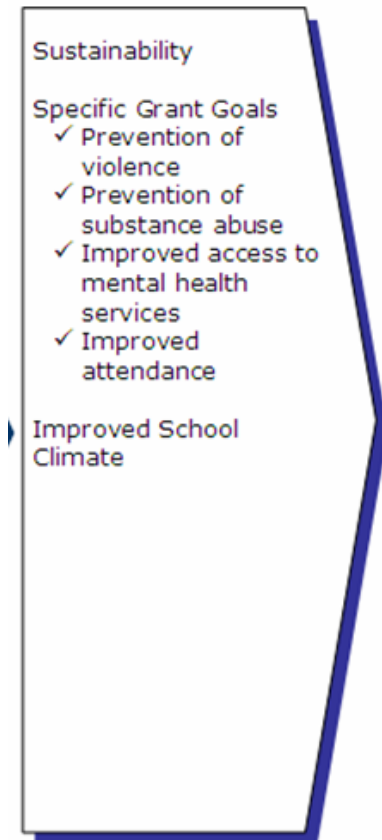 Sustainability
Specific Grant Goals
✓ Prevention of
violence
✓ Prevention of
substance abuse
✓ Improved access to
mental health
services
✓ Improved
attendance
Improved School
Climate